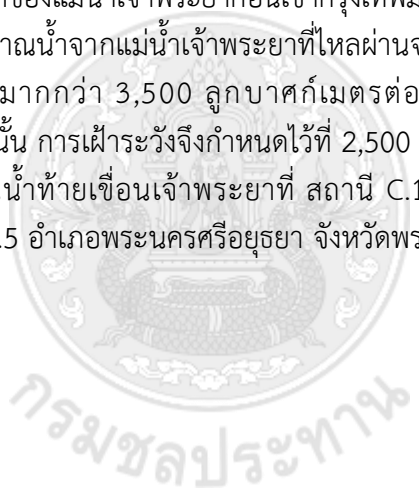 ของแม่น้ำเจ้าพระยาก่อนเข้ากรุงเทพม
าณน้ำจากแม่น้ำเจ้าพระยาที่ไหลผ่านจ
มากกว่า 3,500 ลูกบาศก์เมตรต่อ
นั้น การเฝ้าระวังจึงกำหนดไว้ที่ 2,500
น้ำท้ายเขื่อนเจ้าพระยาที่ สถานี C.1
.5 อำเภอพระนครศรีอยุธยา จังหวัดพร
กรมชลประทาน